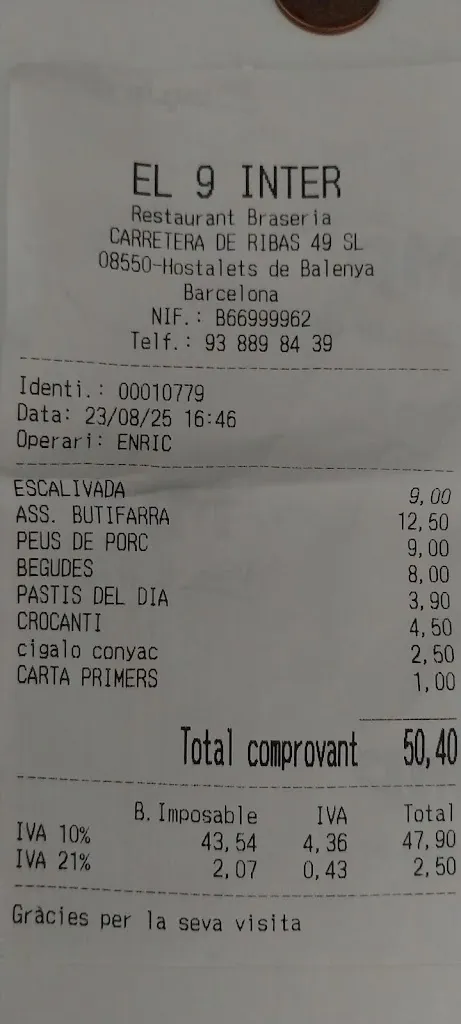 EL 9 INTER
Restaurant Braseria
CARRETERA DE RIBAS 49 SL
08550-Hostalets de Balenya
Barcelona
NIF.: B66999962
Telf.: 93 889 84 39
Identi.: 00010779
Data: 23/08/25 16:46
Operari: ENRIC
ESCALIVADA 9,00
ASS. BUTIFARRA 12,50
PEUS DE PORC 9,00
BEGUDES 8,00
PASTIS DEL DIA 3,90
CROCANTI 4,50
cigalo conyac 2,50
CARTA PRIMERS 1,00
Total comprovant 50,40
B.Imposable IVA Total
IVA 10% 43,54 4,36 47,90
IVA 21% 2,07 0,43 2,50
Gràcies per la seva visita